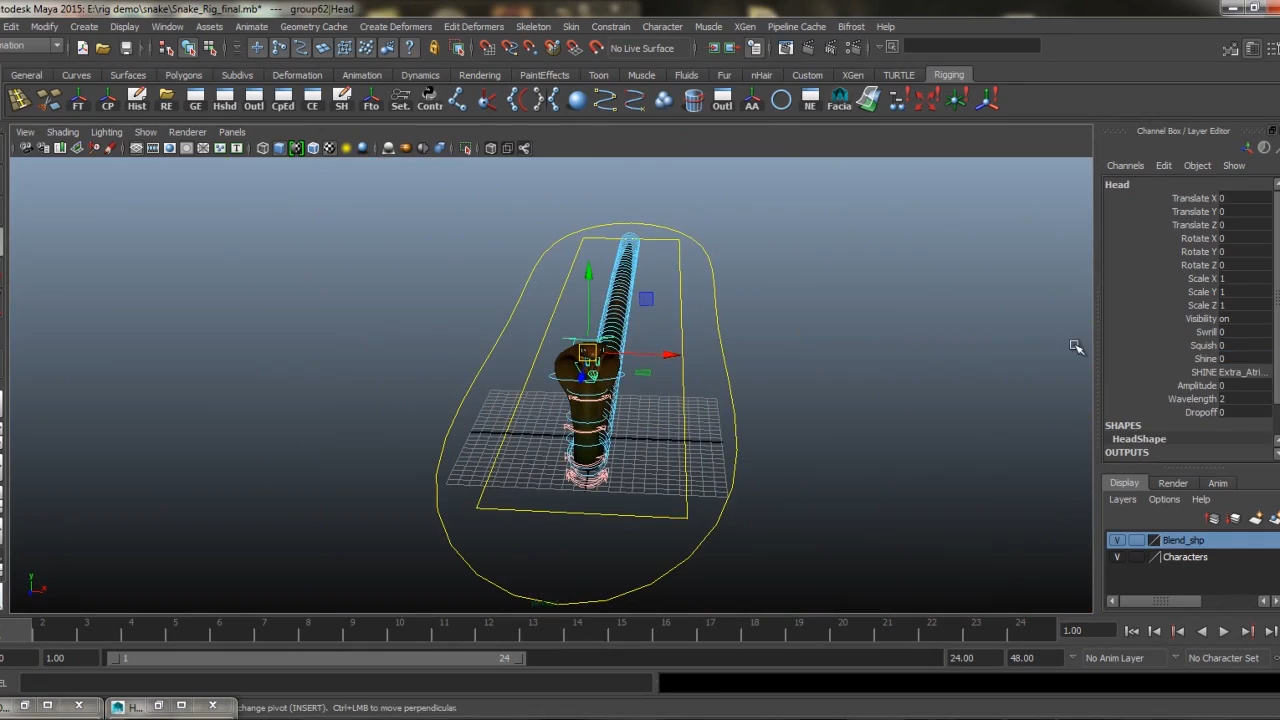 utodesk Maya 2015: E:\rig demo\snake\Snake_Rig_final.mb* --- group62|Head
Edit Modify Create Display Window Assets Animate Geometry Cache Create Deformers Edit Deformers Skeleton Skin Constrain Character Muscle XGen Pipeline Cache Bifrost Help
mation No Live Surface
General Curves Surfaces Polygons Subdivs Deformation Animation Dynamics Rendering PaintEffects Toon Muscle Fluids Fur nHair Custom XGen TURTLE Rigging
FT CP Hist RE GE Hshd Outl CpEd CE SH Fto Set. Contr Outl AA NE Facia
View Shading Lighting Show Renderer Panels
Channel Box / Layer Editor
Channels Edit Object Show
Head
Translate X 0
Translate Y 0
Translate Z 0
Rotate X 0
Rotate Y 0
Rotate Z 0
Scale X 1
Scale Y 1
Scale Z 1
Visibility on
Swrill 0
Squish 0
Shine 0
SHINE Extra_Atri...
Amplitude 0
Wavelength 2
Dropoff 0
SHAPES
HeadShape
OUTPUTS
Display Render Anim
Layers Options Help
V Blend_shp
V Characters
y
x
2 3 4 5 6 7 8 9 10 11 12 13 14 15 16 17 18 19 20 21 22 23 24 1.00
1.00 1 24 24.00 48.00 No Anim Layer No Character Set
EL
H... change pivot (INSERT). Ctrl+LMB to move perpendicular.